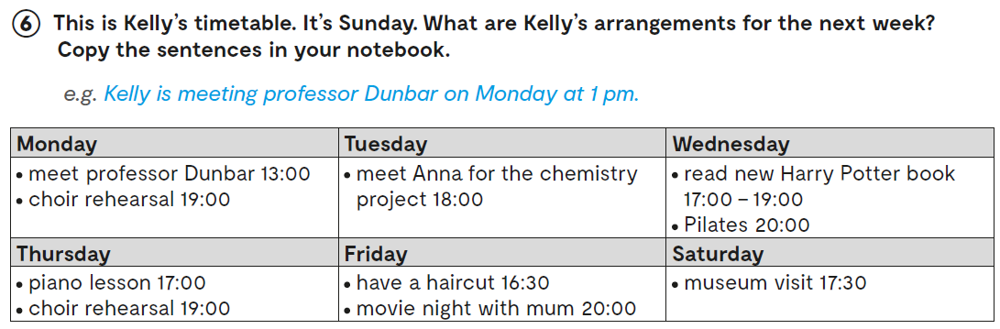 6 This is Kelly’s timetable. It’s Sunday. What are Kelly’s arrangements for the next week?
Copy the sentences in your notebook.
e.g. Kelly is meeting professor Dunbar on Monday at 1 pm.
Monday
• meet professor Dunbar 13:00
• choir rehearsal 19:00
Tuesday
• meet Anna for the chemistry
project 18:00
Wednesday
• read new Harry Potter book
17:00 – 19:00
• Pilates 20:00
Thursday
• piano lesson 17:00
• choir rehearsal 19:00
Friday
• have a haircut 16:30
• movie night with mum 20:00
Saturday
• museum visit 17:30